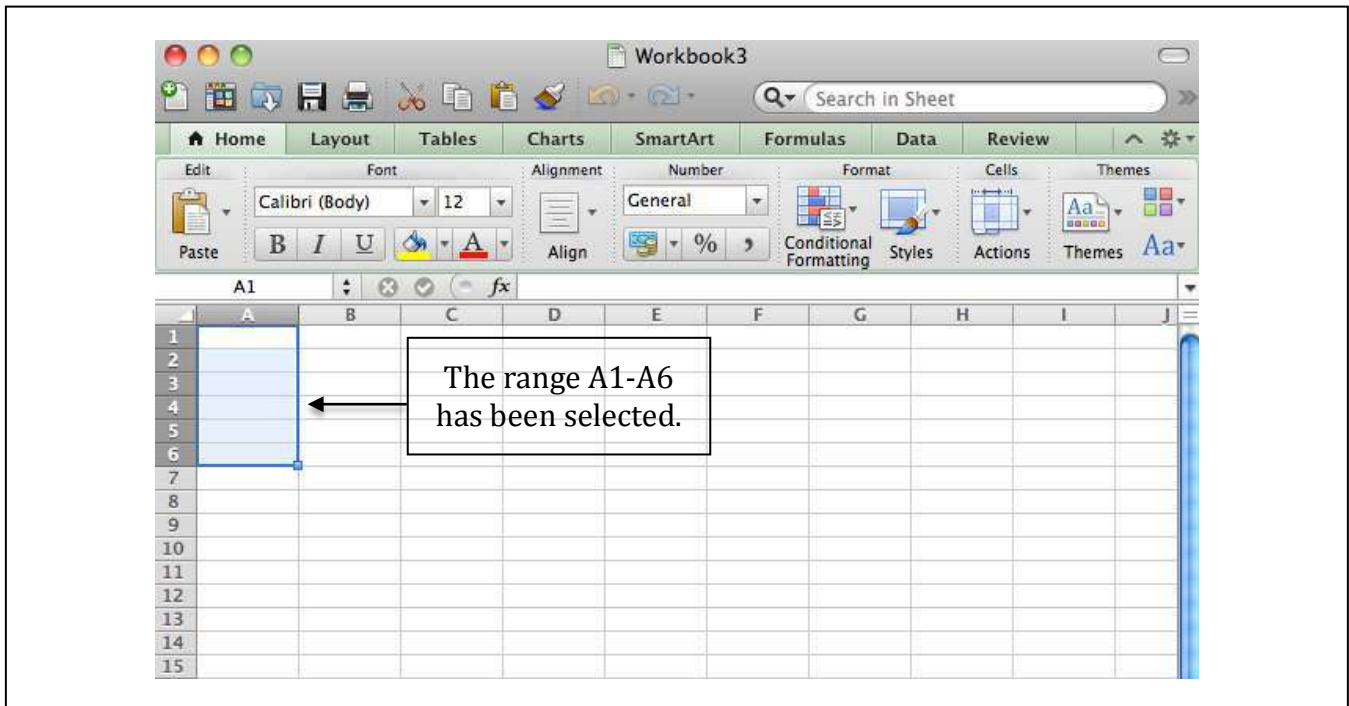 Workbook3
Search in Sheet
Home Layout Tables Charts SmartArt Formulas Data Review
Edit Font Alignment Number Format Cells Themes
Calibri (Body) 12 General Aa
Paste B I U A Align % , Conditional Formatting Styles Actions Themes Aa
A1 fx
A B C D E F G H I J
1
2
3
4
5
6
7
8
9
10
11
12
13
14
15
The range A1-A6
has been selected.